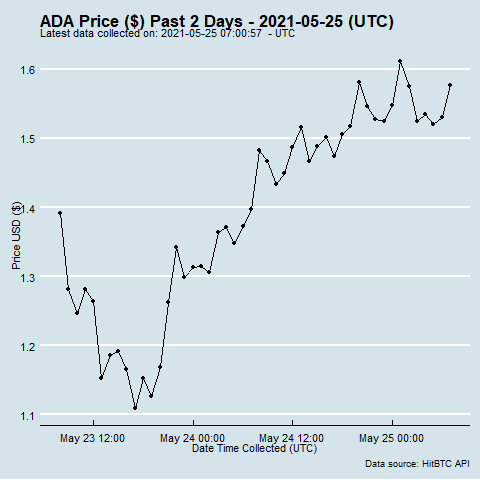 ADA Price ($) Past 2 Days - 2021-05-25 (UTC)
Latest data collected on: 2021-05-25 07:00:57 - UTC
Price USD ($)
1.6
1.5
1.4
1.3
1.2
1.1
May 23 12:00 May 24 00:00 May 24 12:00 May 25 00:00
Date Time Collected (UTC)
Data source: HitBTC API